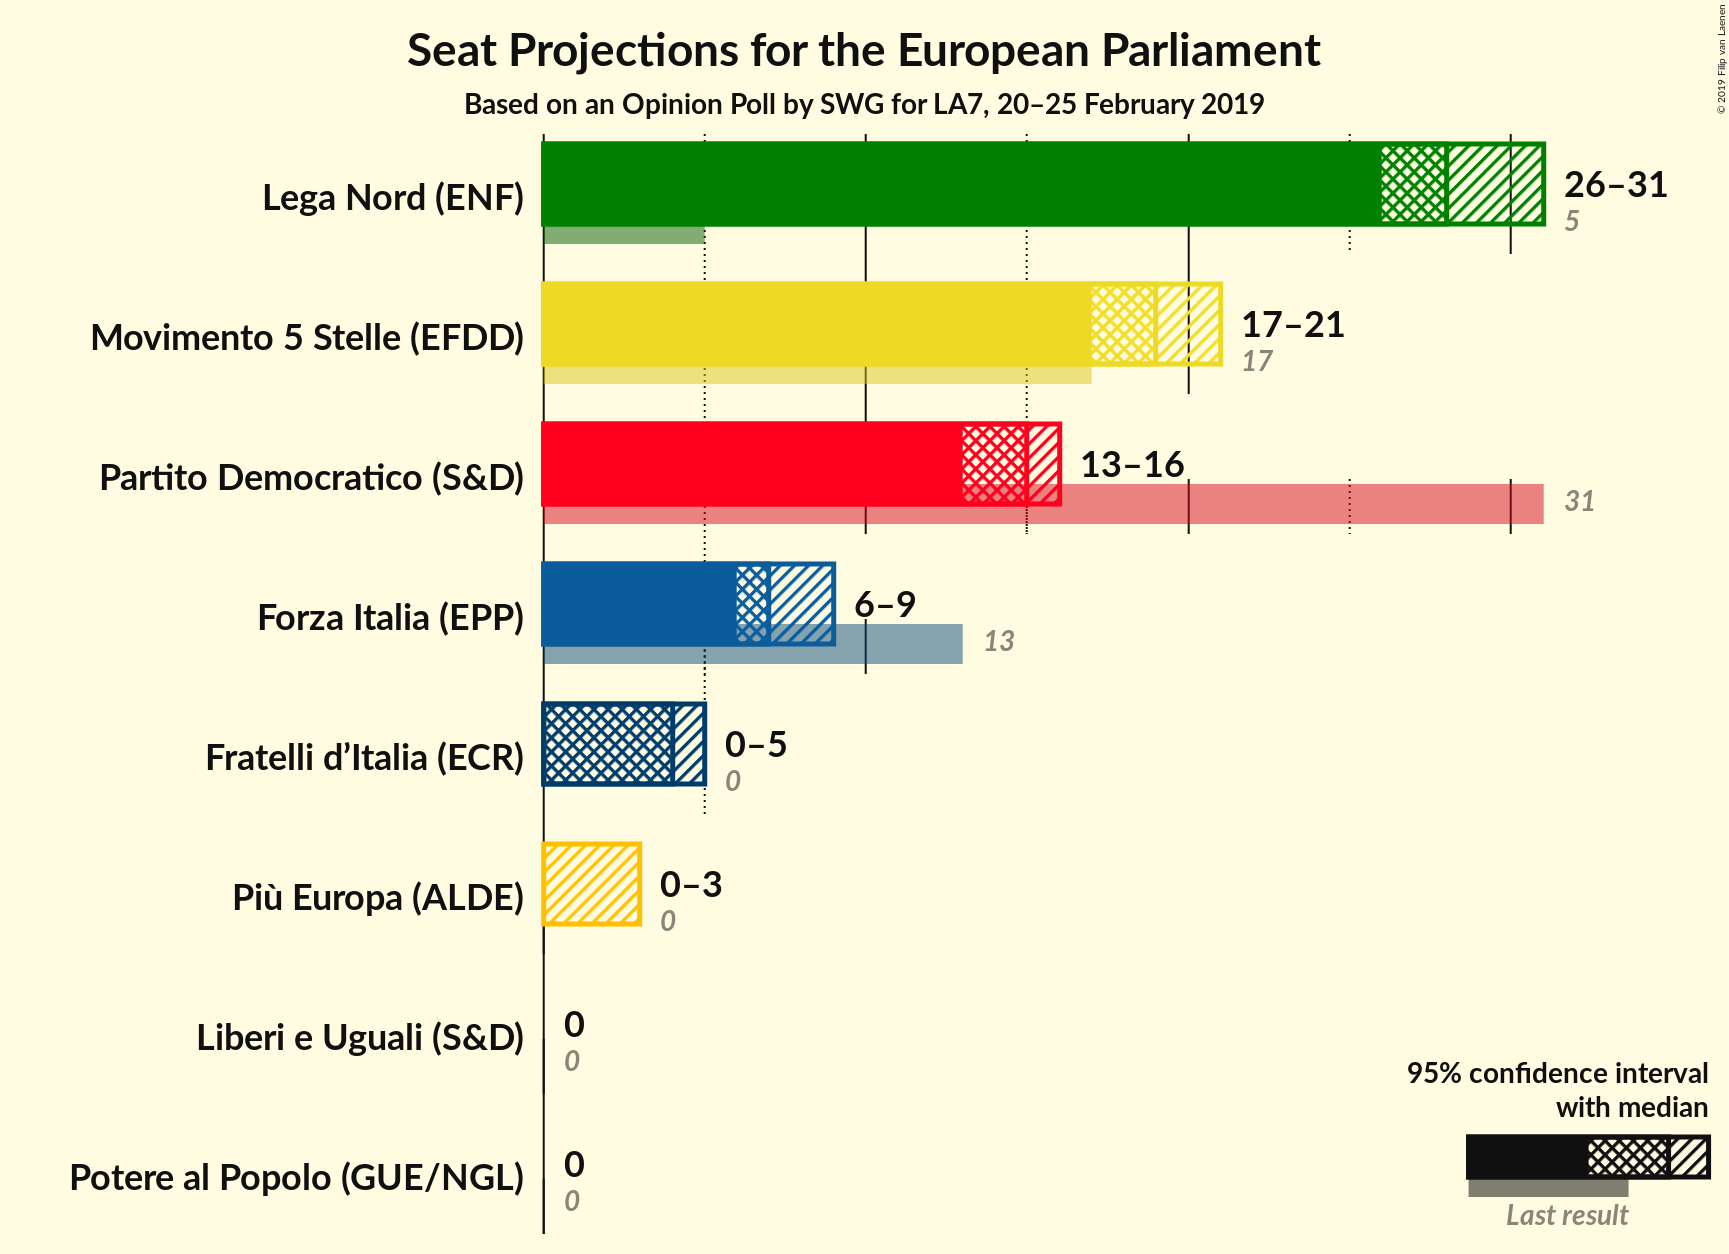 Seat Projections for the European Parliament
Based on an Opinion Poll by SWG for LA7, 20–25 February 2019
© 2019 Filip van Laenen
Lega Nord (ENF)
26–31
5
Movimento 5 Stelle (EFDD)
17–21
17
Partito Democratico (S&D)
13–16
31
Forza Italia (EPP)
6–9
13
Fratelli d’Italia (ECR)
0–5
0
Più Europa (ALDE)
0–3
0
Liberi e Uguali (S&D)
0
0
Potere al Popolo (GUE/NGL)
0
0
95% confidence interval
with median
Last result